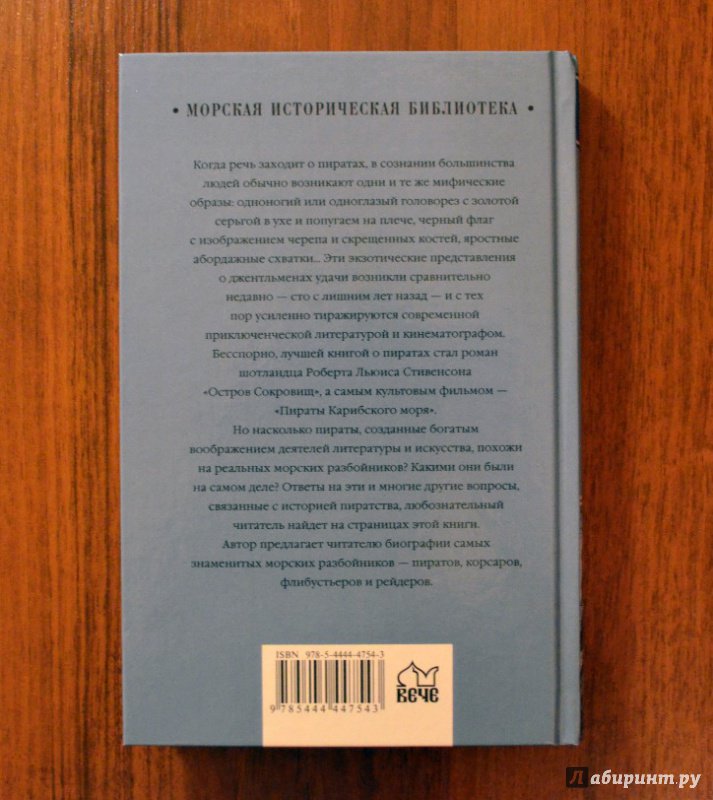 • МОРСКАЯ ИСТОРИЧЕСКАЯ БИБЛИОТЕКА •
Когда речь заходит о пиратах, в сознании большинства
людей обычно возникают одни и те же мифические
образы: одноногий или одноглазый головорез с золотой
серьгой в ухе и попугаем на плече, черный флаг
с изображением черепа и скрещенных костей, яростные
абордажные схватки... Эти экзотические представления
о джентльменах удачи возникли сравнительно
недавно — сто с лишним лет назад — и с тех
пор усиленно тиражируются современной
приключенческой литературой и кинематографом.
Бесспорно, лучшей книгой о пиратах стал роман
шотландца Роберта Льюиса Стивенсона
«Остров Сокровищ», а самым культовым фильмом —
«Пираты Карибского моря».
Но насколько пираты, созданные богатым
воображением деятелей литературы и искусства, похожи
на реальных морских разбойников? Какими они были
на самом деле? Ответы на эти и многие другие вопросы,
связанные с историей пиратства, любознательный
читатель найдет на страницах этой книги.
Автор предлагает читателю биографии самых
знаменитых морских разбойников — пиратов, корсаров,
флибустьеров и рейдеров.
ISBN 978-5-4444-4754-3
9 785444 447543
ВЕЧЕ
Лабиринт.ру